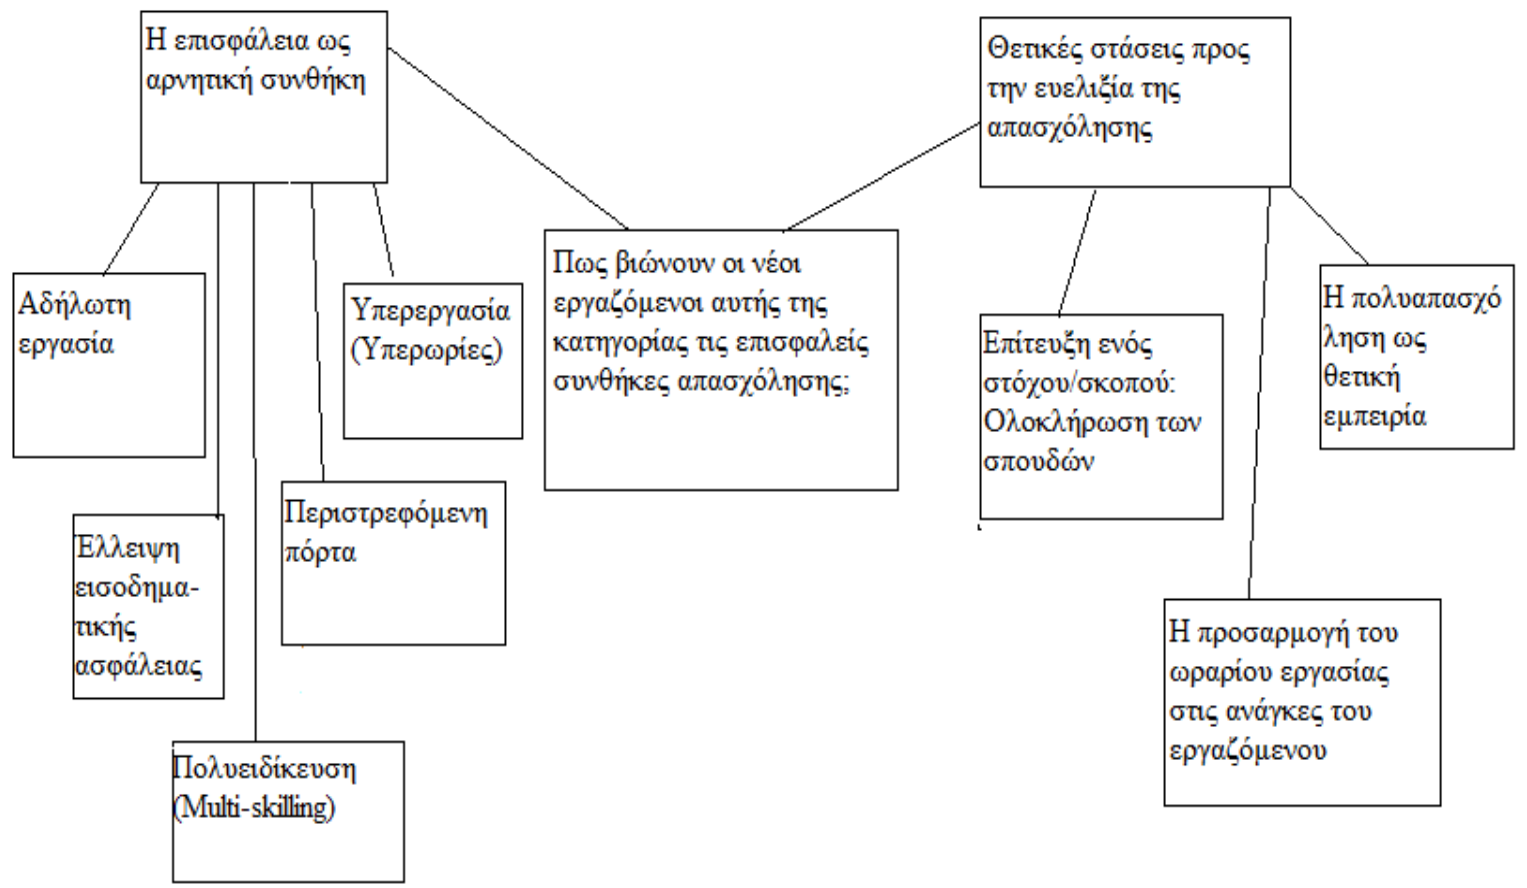 Η επισφάλεια ως
αρνητική συνθήκη
Θετικές στάσεις προς
την ευελιξία της
απασχόλησης
Πως βιώνουν οι νέοι
εργαζόμενοι αυτής της
κατηγορίας τις επισφαλείς
συνθήκες απασχόλησης;
Αδήλωτη
εργασία
Υπερεργασία
(Υπερωρίες)
Περιστρεφόμενη
πόρτα
Έλλειψη
εισοδημα-
τικής
ασφάλειας
Πολυειδίκευση
(Multi-skilling)
Επίτευξη ενός
στόχου/σκοπού:
Ολοκλήρωση των
σπουδών
Η πολυαπασχό
ληση ως
θετική
εμπειρία
Η προσαρμογή του
ωραρίου εργασίας
στις ανάγκες του
εργαζόμενου